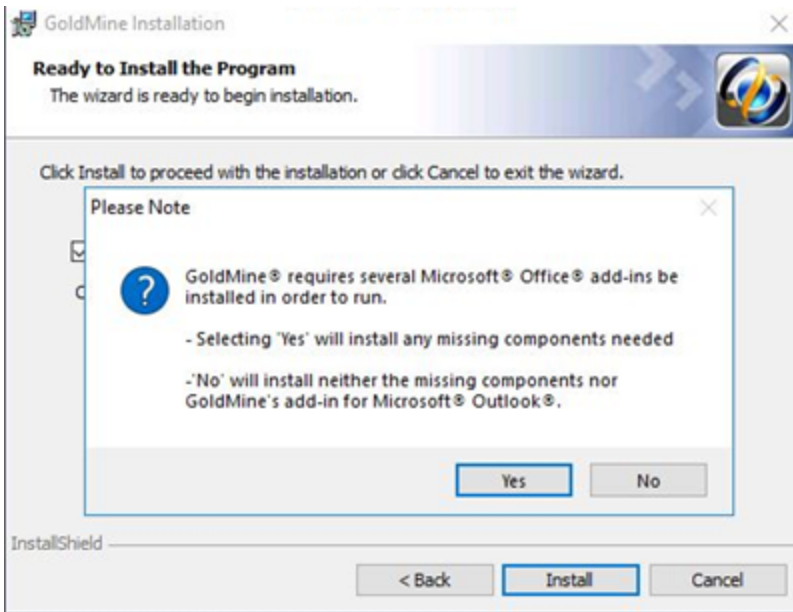 GoldMine Installation
Ready to Install the Program
The wizard is ready to begin installation.
Click Install to proceed with the installation or click Cancel to exit the wizard.
Please Note
GoldMine® requires several Microsoft® Office® add-ins be
installed in order to run.
- Selecting 'Yes' will install any missing components needed
-'No' will install neither the missing components nor
GoldMine's add-in for Microsoft® Outlook®.
Yes
No
InstallShield
< Back
Install
Cancel